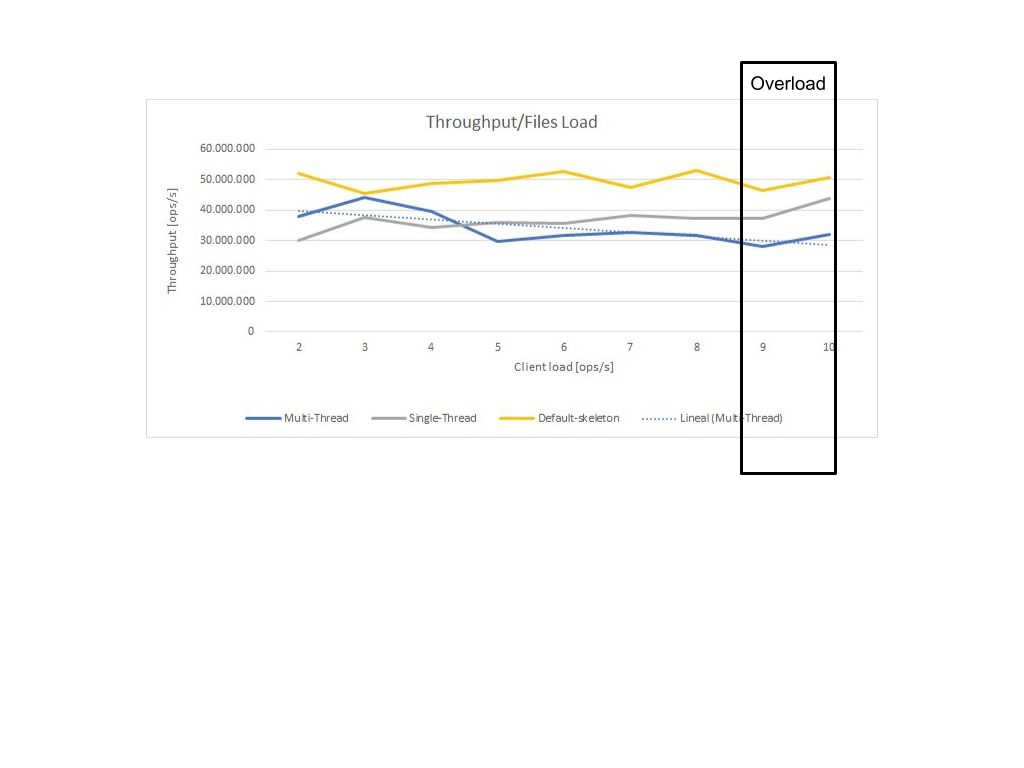 Overload
Throughput/Files Load
Throughput [ops/s]
60.000.000
50.000.000
40.000.000
30.000.000
20.000.000
10.000.000
0
2 3 4 5 6 7 8 9 10
Client load [ops/s]
Multi-Thread Single-Thread Default-skeleton Lineal (Multi-Thread)